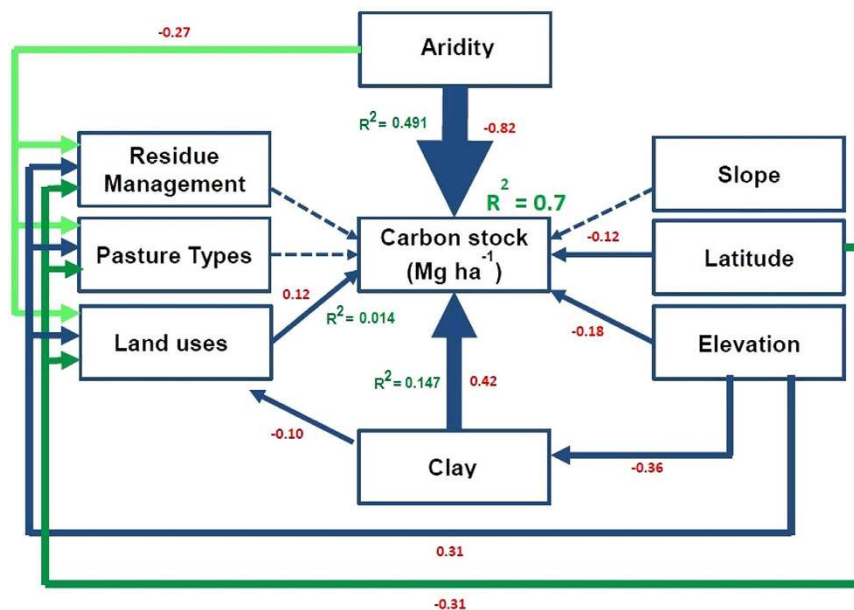 -0.27
Aridity
R² = 0.491
-0.82
Residue
Management
Slope
R² = 0.7
Carbon stock
(Mg ha⁻¹)
-0.12
Pasture Types
Latitude
0.12
R² = 0.014
-0.18
Land uses
Elevation
R² = 0.147
0.42
-0.10
Clay
-0.36
0.31
-0.31